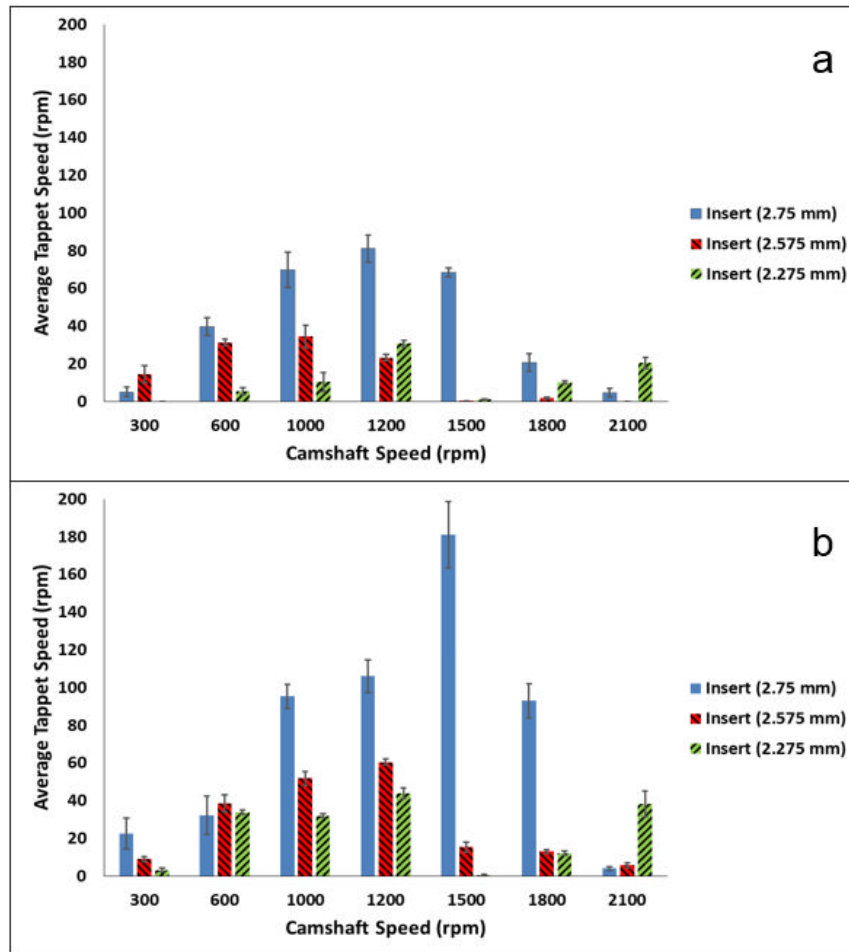 a
200
180
160
140
120
100
80
60
40
20
0
Average Tappet Speed (rpm)
300 600 1000 1200 1500 1800 2100
Camshaft Speed (rpm)
Insert (2.75 mm)
Insert (2.575 mm)
Insert (2.275 mm)
b
200
180
160
140
120
100
80
60
40
20
0
Average Tappet Speed (rpm)
300 600 1000 1200 1500 1800 2100
Camshaft Speed (rpm)
Insert (2.75 mm)
Insert (2.575 mm)
Insert (2.275 mm)